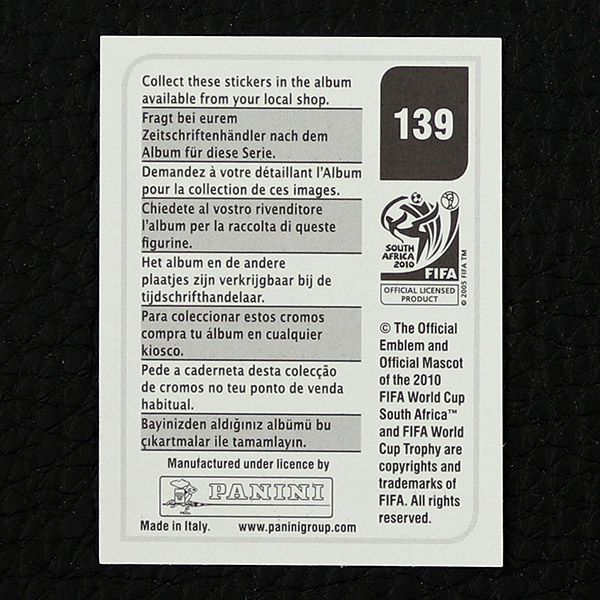 Collect these stickers in the album
available from your local shop.
Fragt bei eurem
Zeitschriftenhändler nach dem
Album für diese Serie.
Demandez à votre détaillant l'Album
pour la collection de ces images.
Chiedete al vostro rivenditore
l'album per la raccolta di queste
figurine.
Het album en de andere
plaatjes zijn verkrijgbaar bij de
tijdschrifthandelaar.
Para coleccionar estos cromos
compra tu álbum en cualquier
kiosco.
Pede a caderneta desta colecção
de cromos no teu ponto de venda
habitual.
Bayinizden aldığınız albümü bu
çıkartmalar ile tamamlayın.
Manufactured under licence by
PANINI
Made in Italy. www.paninigroup.com
139
SOUTH
AFRICA
2010
FIFA
OFFICIAL LICENSED
PRODUCT
© 2005 FIFA TM
© The Official
Emblem and
Official Mascot
of the 2010
FIFA World Cup
South Africa™
and FIFA World
Cup Trophy are
copyrights and
trademarks of
FIFA. All rights
reserved.